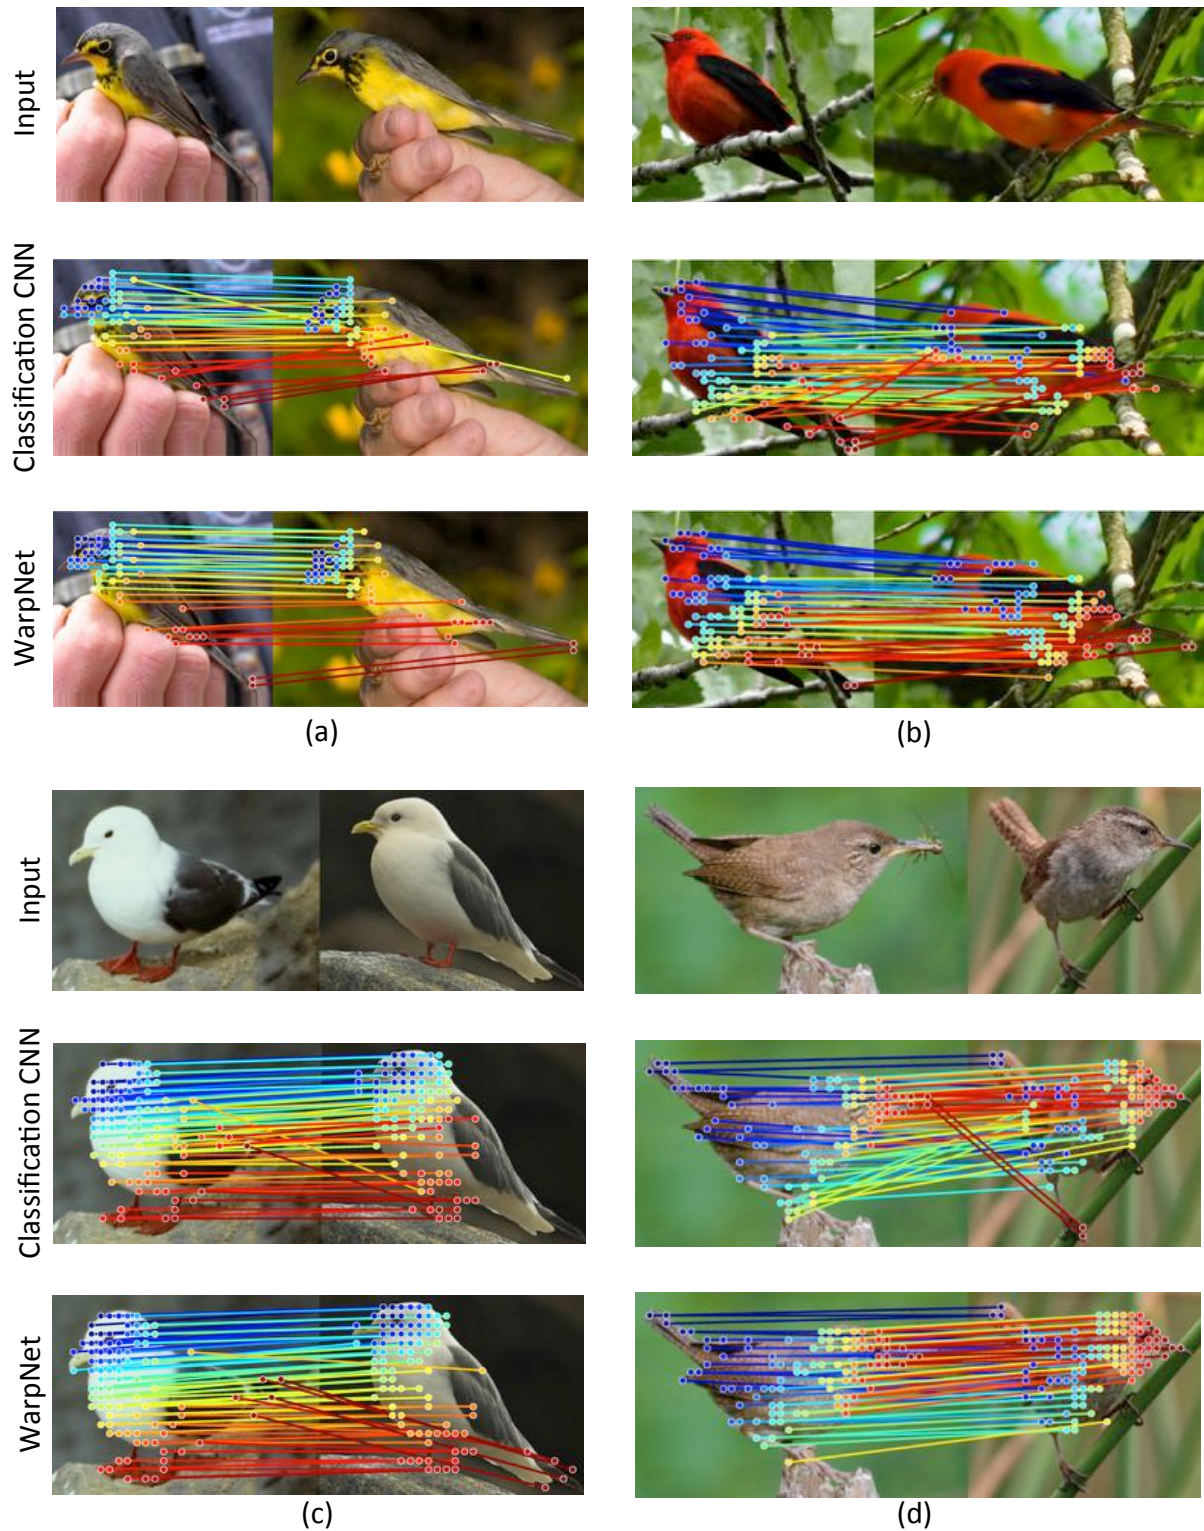 Input
Classification CNN
WarpNet
(a)
(b)
Input
Classification CNN
WarpNet
(c)
(d)